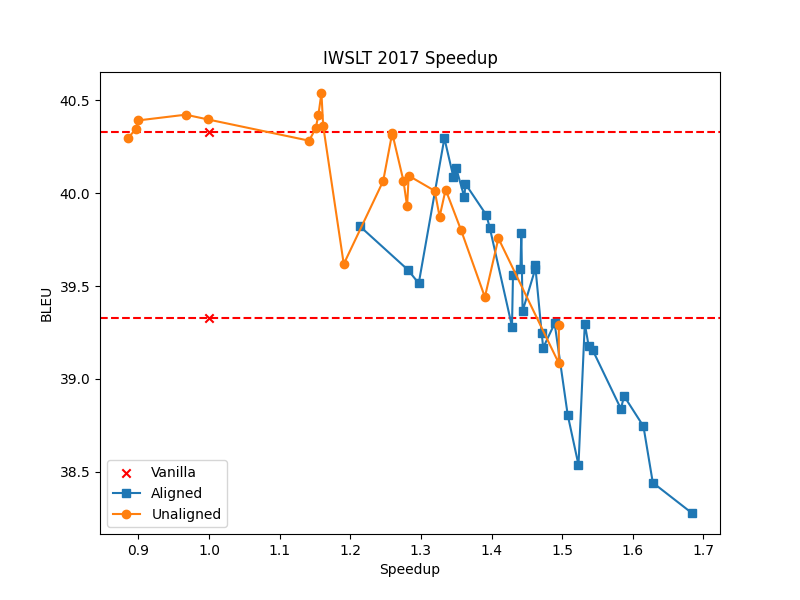 IWSLT 2017 Speedup
BLEU
40.5
40.0
39.5
39.0
38.5
Vanilla
Aligned
Unaligned
0.9 1.0 1.1 1.2 1.3 1.4 1.5 1.6 1.7
Speedup